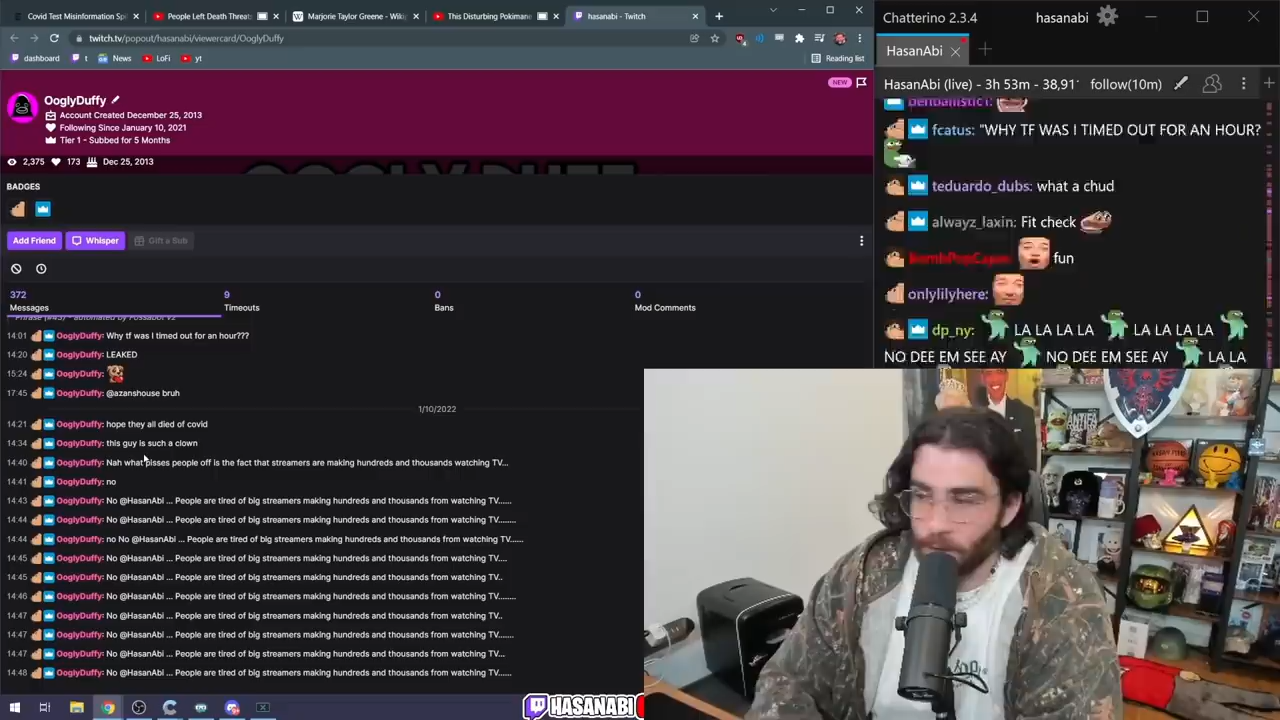 Covid Test Misinformation Sp
People Left Death Threat
Marjorie Taylor Greene - Wiki
This Disturbing Pokimane
hasanabi - Twitch
twitch.tv/popout/hasanabi/viewercard/OoglyDuffy
dashboard
t
News
LoFi
yt
Reading list
NEW
OoglyDuffy
Account Created December 25, 2013
Following Since January 10, 2021
Tier 1 - Subbed for 5 Months
2,375 173 Dec 25, 2013
BADGES
Add Friend Whisper Gift a Sub
372 9 0 0
Messages Timeouts Bans Mod Comments
14:01 OoglyDuffy: Why tf was I timed out for an hour???
14:20 OoglyDuffy: LEAKED
15:24 OoglyDuffy:
17:45 OoglyDuffy: @azanshouse bruh
1/10/2022
14:21 OoglyDuffy: hope they all died of covid
14:34 OoglyDuffy: this guy is such a clown
14:40 OoglyDuffy: Nah what pisses people off is the fact that streamers are making hundreds and thousands watching TV...
14:41 OoglyDuffy: no
14:43 OoglyDuffy: No @HasanAbi ... People are tired of big streamers making hundreds and thousands from watching TV......
14:44 OoglyDuffy: No @HasanAbi ... People are tired of big streamers making hundreds and thousands from watching TV........
14:44 OoglyDuffy: no No @HasanAbi ... People are tired of big streamers making hundreds and thousands from watching TV......
14:45 OoglyDuffy: No @HasanAbi ... People are tired of big streamers making hundreds and thousands from watching TV....
14:45 OoglyDuffy: No @HasanAbi ... People are tired of big streamers making hundreds and thousands from watching TV..
14:46 OoglyDuffy: No @HasanAbi ... People are tired of big streamers making hundreds and thousands from watching TV........
14:47 OoglyDuffy: No @HasanAbi ... People are tired of big streamers making hundreds and thousands from watching TV..
14:47 OoglyDuffy: No @HasanAbi ... People are tired of big streamers making hundreds and thousands from watching TV.......
14:47 OoglyDuffy: No @HasanAbi ... People are tired of big streamers making hundreds and thousands from watching TV...
14:48 OoglyDuffy: No @HasanAbi ... People are tired of big streamers making hundreds and thousands from watching TV......
HASANABI
Chatterino 2.3.4 hasanabi
HasanAbi
HasanAbi (live) - 3h 53m - 38,91 follow(10m)
fcatus: "WHY TF WAS I TIMED OUT FOR AN HOUR?
teduardo_dubs: what a chud
alwayz_laxin: Fit check
fun
onlylilyhere:
dp_ny: LA LA LA LA LA LA LA LA
NO DEE EM SEE AY NO DEE EM SEE AY LA LA